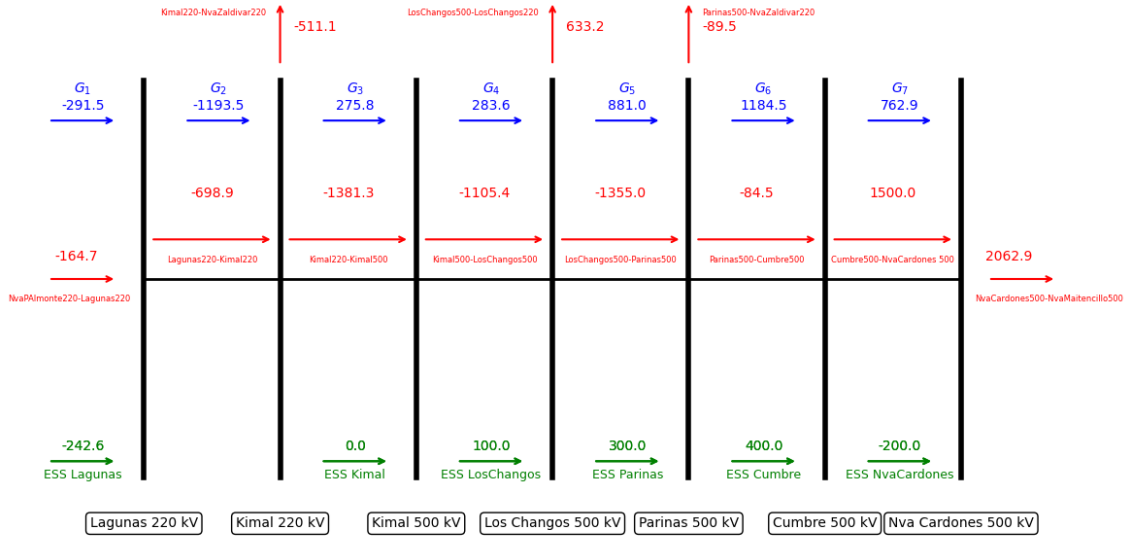 Kimal220-NvaZaldivar220
LosChangos500-LosChangos220
Parinas500-NvaZaldivar220
-511.1
633.2
-89.5
G1
G2
G3
G4
G5
G6
G7
-291.5
-1193.5
275.8
283.6
881.0
1184.5
762.9
-698.9
-1381.3
-1105.4
-1355.0
-84.5
1500.0
-164.7
Lagunas220-Kimal220
Kimal220-Kimal500
Kimal500-LosChangos500
LosChangos500-Parinas500
Parinas500-Cumbre500
Cumbre500-NvaCardones 500
2062.9
NvaPAlmonte220-Lagunas220
NvaCardones500-NvaMaitencillo500
-242.6
0.0
100.0
300.0
400.0
-200.0
ESS Lagunas
ESS Kimal
ESS LosChangos
ESS Parinas
ESS Cumbre
ESS NvaCardones
Lagunas 220 kV
Kimal 220 kV
Kimal 500 kV
Los Changos 500 kV
Parinas 500 kV
Cumbre 500 kV
Nva Cardones 500 kV